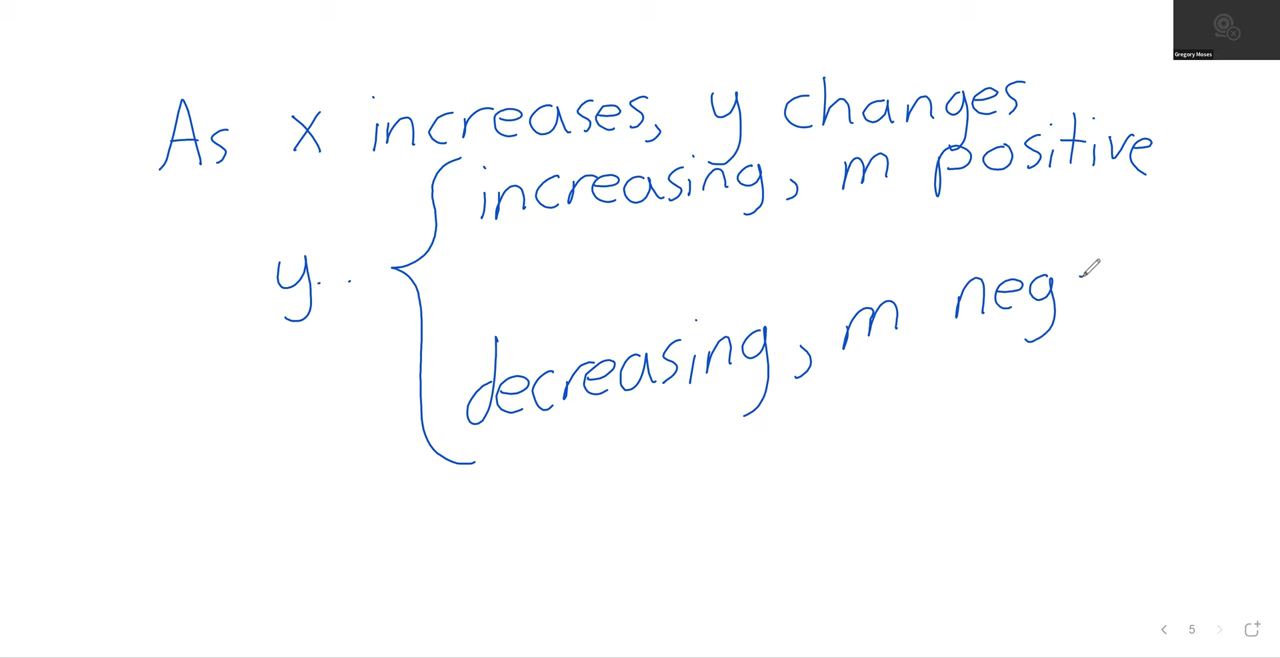 Gregory Moses
As x increases, y changes
increasing, m positive
y
decreasing, m neg
5